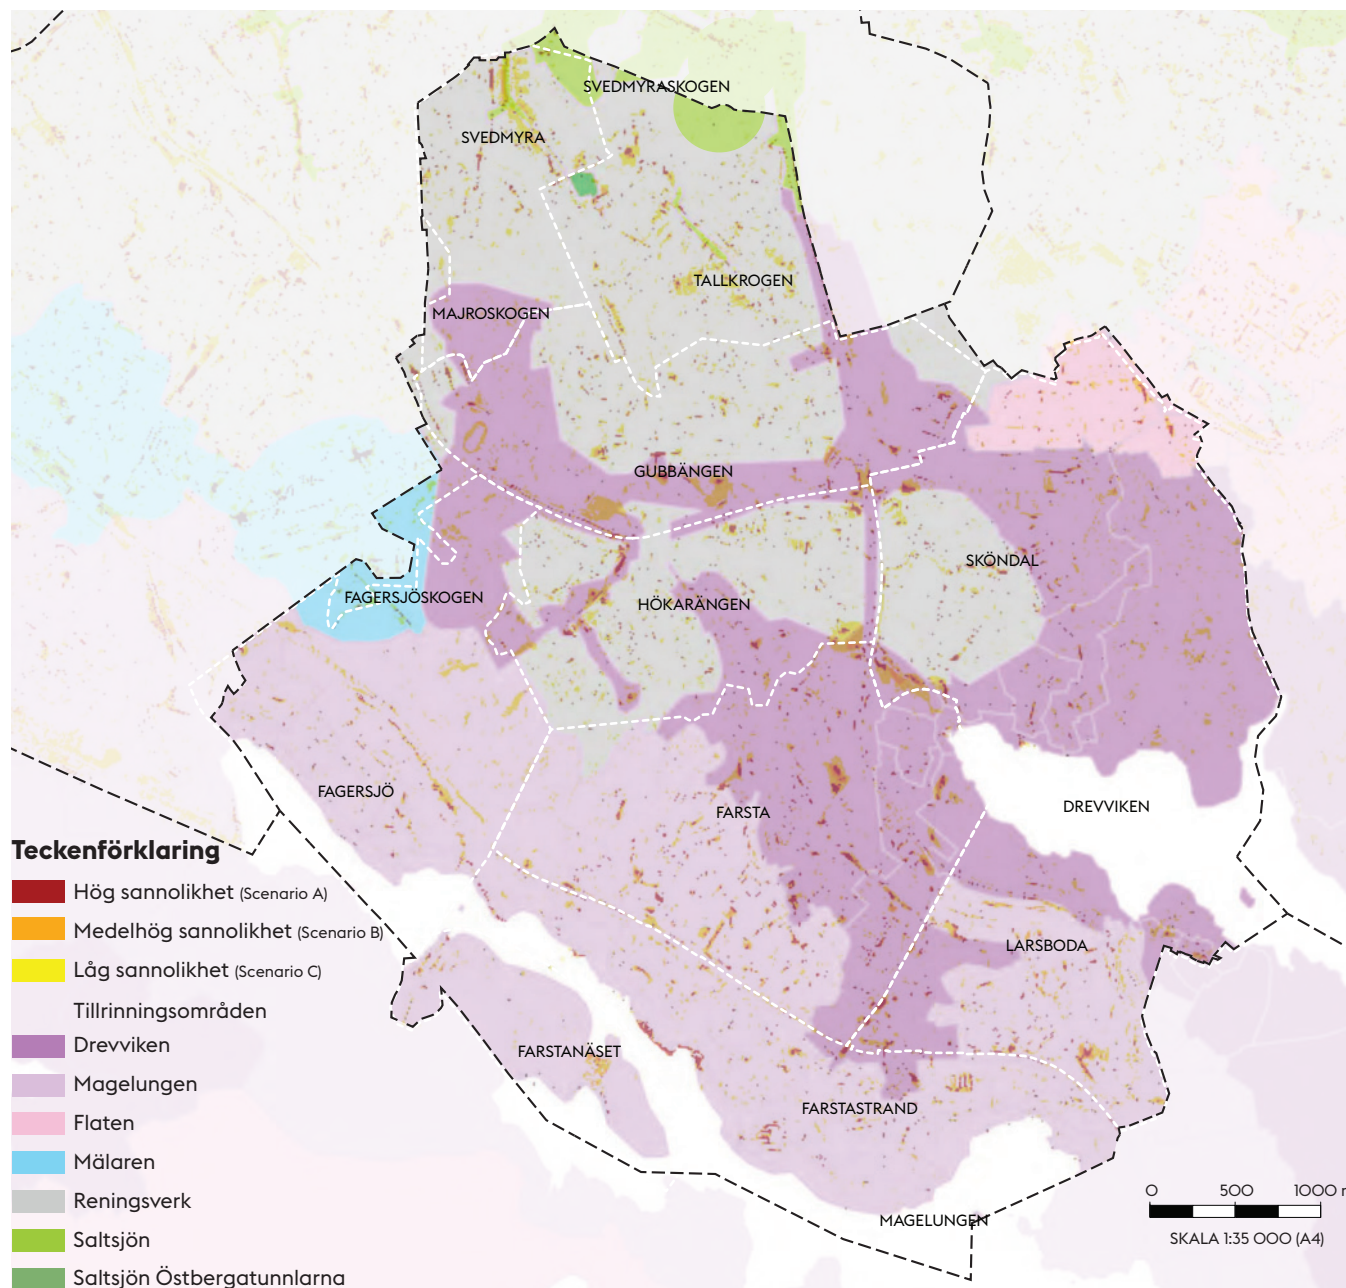 SVEDMYRASKOGEN
SVEDMYRA
TALLKROGEN
MAJROSKOGEN
GUBBÄNGEN
SKÖNDAL
FAGERSJÖSKOGEN
HÖKARÄNGEN
FAGERSJÖ
FARSTA
DREVVIKEN
LARSBODA
FARSTANÄSET
FARSTASTRAND
MAGELUNGEN
Teckenförklaring
Hög sannolikhet (Scenario A)
Medelhög sannolikhet (Scenario B)
Låg sannolikhet (Scenario C)
Tillrinningsområden
Drevviken
Magelungen
Flaten
Mälaren
Reningsverk
Saltsjön
Saltsjön Östbergatunnlarna
0 500 1000 m
SKALA 1:35 000 (A4)